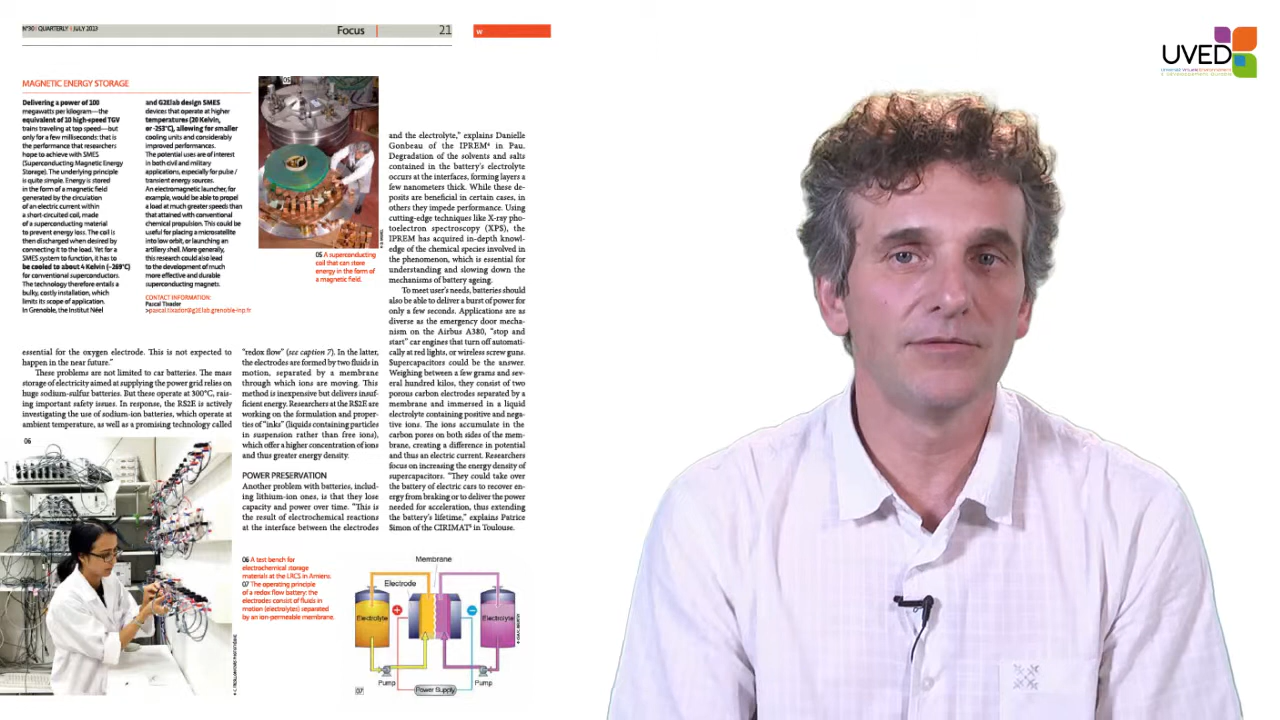 N°30 I QUARTERLY I JULY 2013
Focus
21
w
UVED
MAGNETIC ENERGY STORAGE
Delivering a power of 100
megawatts per kilogram—the
equivalent of 20 high-speed TGV
trains traveling at top speed—but
only for a few milliseconds: that is
the performance that researchers
hope to achieve with SMES
(Superconducting Magnetic Energy
Storage). The underlying principle
is quite simple. Energy is stored
in the form of a magnetic field
generated by the circulation
of an electric current within
a short-circuited coil, made
of a superconducting material
to prevent energy loss. The coil is
then discharged when desired by
connecting it to the load. Yet for a
SMES system to function, it has to
be cooled to about 4 Kelvin (-269°C)
for conventional superconductors.
The technology therefore entails a
bulky, costly installation, which
limits its scope of application.
In Grenoble, the Institut Néel
and G2Elab design SMES
devices that operate at higher
temperatures (20 Kelvin,
or -253°C), allowing for smaller
cooling units and considerably
improved performances.
The potential uses are of interest
in both civil and military
applications, especially for pulse /
transient energy sources.
An electromagnetic launcher, for
example, would be able to propel
a load at much greater speeds than
that attained with conventional
chemical propulsion. This could be
useful for placing a microsatellite
into low orbit, or launching an
artillery shell. More generally,
this research could also lead
to the development of much
more effective and durable
superconducting magnets.
CONTACT INFORMATION:
Pascal Tixador
>pascal.tixador@g2Elab.grenoble-inp.fr
05
05 A superconducting
coil that can store
energy in the form of
a magnetic field.
essential for the oxygen electrode. This is not expected to
happen in the near future."
These problems are not limited to car batteries. The mass
storage of electricity aimed at supplying the power grid relies on
huge sodium-sulfur batteries. But these operate at 300°C, rais-
ing important safety issues. In response, the RS2E is actively
investigating the use of sodium-ion batteries, which operate at
ambient temperature, as well as a promising technology called
"redox flow" (see caption 7). In the latter,
the electrodes are formed by two fluids in
motion, separated by a membrane
through which ions are moving. This
method is inexpensive but delivers insuf-
ficient energy. Researchers at the RS2E are
working on the formulation and proper-
ties of "inks" (liquids containing particles
in suspension rather than free ions),
which offer a higher concentration of ions
and thus greater energy density.
POWER PRESERVATION
Another problem with batteries, includ-
ing lithium-ion ones, is that they lose
capacity and power over time. "This is
the result of electrochemical reactions
at the interface between the electrodes
and the electrolyte," explains Danielle
Gonbeau of the IPREM⁴ in Pau.
Degradation of the solvents and salts
contained in the battery's electrolyte
occurs at the interfaces, forming layers a
few nanometers thick. While these de-
posits are beneficial in certain cases, in
others they impede performance. Using
cutting-edge techniques like X-ray pho-
toelectron spectroscopy (XPS), the
IPREM has acquired in-depth knowl-
edge of the chemical species involved in
the phenomenon, which is essential for
understanding and slowing down the
mechanisms of battery ageing.
To meet user's needs, batteries should
also be able to deliver a burst of power for
only a few seconds. Applications are as
diverse as the emergency door mecha-
nism on the Airbus A380, "stop and
start" car engines that turn off automati-
cally at red lights, or wireless screw guns.
Supercapacitors could be the answer.
Weighing between a few grams and sev-
eral hundred kilos, they consist of two
porous carbon electrodes separated by a
membrane and immersed in a liquid
electrolyte containing positive and nega-
tive ions. The ions accumulate in the
carbon pores on both sides of the mem-
brane, creating a difference in potential
and thus an electric current. Researchers
focus on increasing the energy density of
supercapacitors. "They could take over
the battery of electric cars to recover en-
ergy from braking or to deliver the power
needed for acceleration, thus extending
the battery's lifetime," explains Patrice
Simon of the CIRIMAT⁵ in Toulouse.
06
06 A test bench for
electrochemical storage
materials at the LRCS in Amiens.
07 The operating principle
of a redox flow battery: the
electrodes consist of fluids in
motion (electrolytes) separated
by an ion-permeable membrane.
Membrane
Electrode
Electrolyte
+
−
Electrolyte
Pump
Power Supply
Pump
07